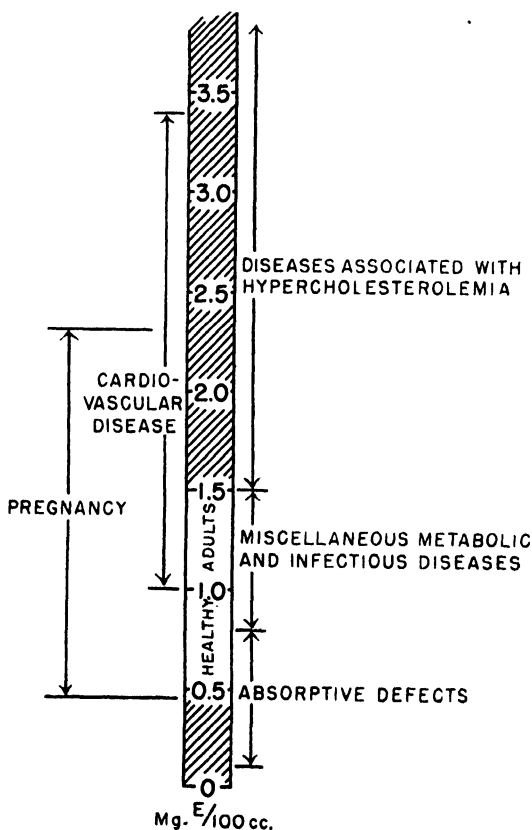 3.5
3.0
DISEASES ASSOCIATED WITH
HYPERCHOLESTEROLEMIA
2.5
CARDIO-
VASCULAR
DISEASE
2.0
1.5
PREGNANCY
HEALTHY ADULTS
MISCELLANEOUS METABOLIC
AND INFECTIOUS DISEASES
1.0
0.5
ABSORPTIVE DEFECTS
0
Mg. E/100 cc.